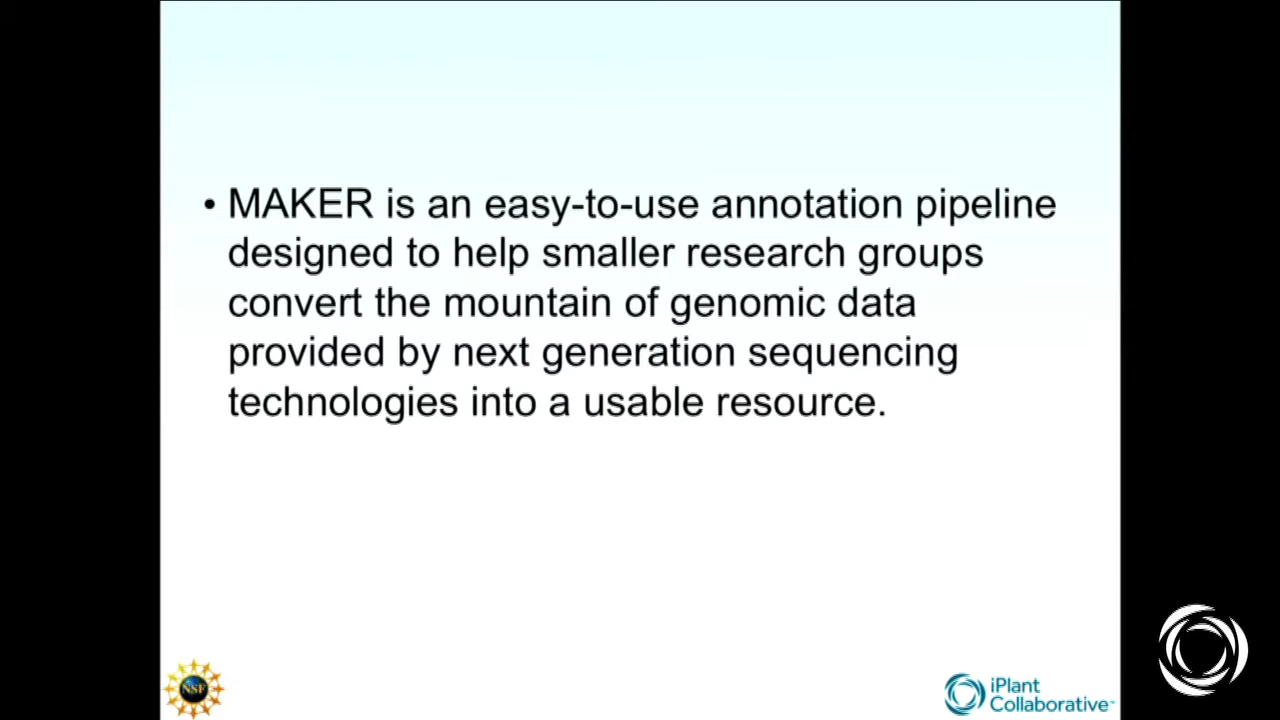 • MAKER is an easy-to-use annotation pipeline
designed to help smaller research groups
convert the mountain of genomic data
provided by next generation sequencing
technologies into a usable resource.
NSF
iPlant
Collaborative™